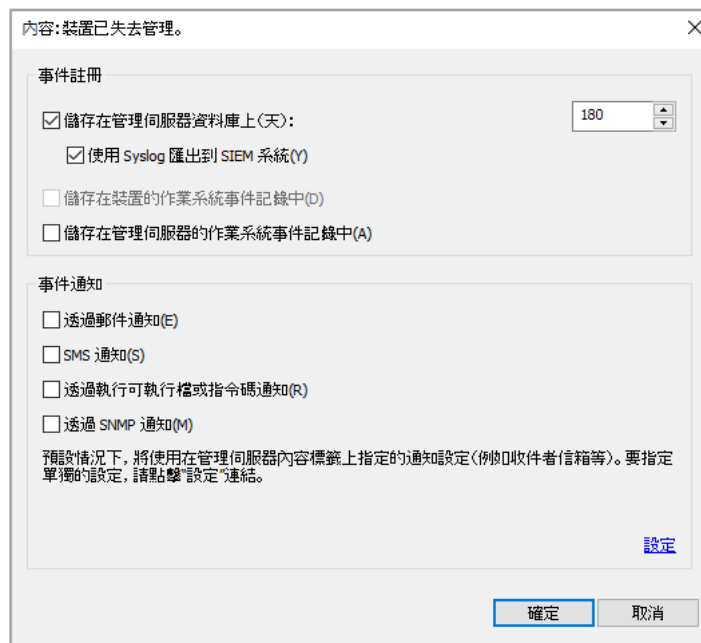 內容:裝置已失去管理。
事件註冊
儲存在管理伺服器資料庫上(天):
180
使用 Syslog 匯出到 SIEM 系統(Y)
儲存在裝置的作業系統事件記錄中(D)
儲存在管理伺服器的作業系統事件記錄中(A)
事件通知
透過郵件通知(E)
SMS 通知(S)
透過執行可執行檔或指令碼通知(R)
透過 SNMP 通知(M)
預設情況下，將使用在管理伺服器內容標籤上指定的通知設定(例如收件者信箱等)。要指定
單獨的設定，請點擊"設定"連結。
設定
確定
取消